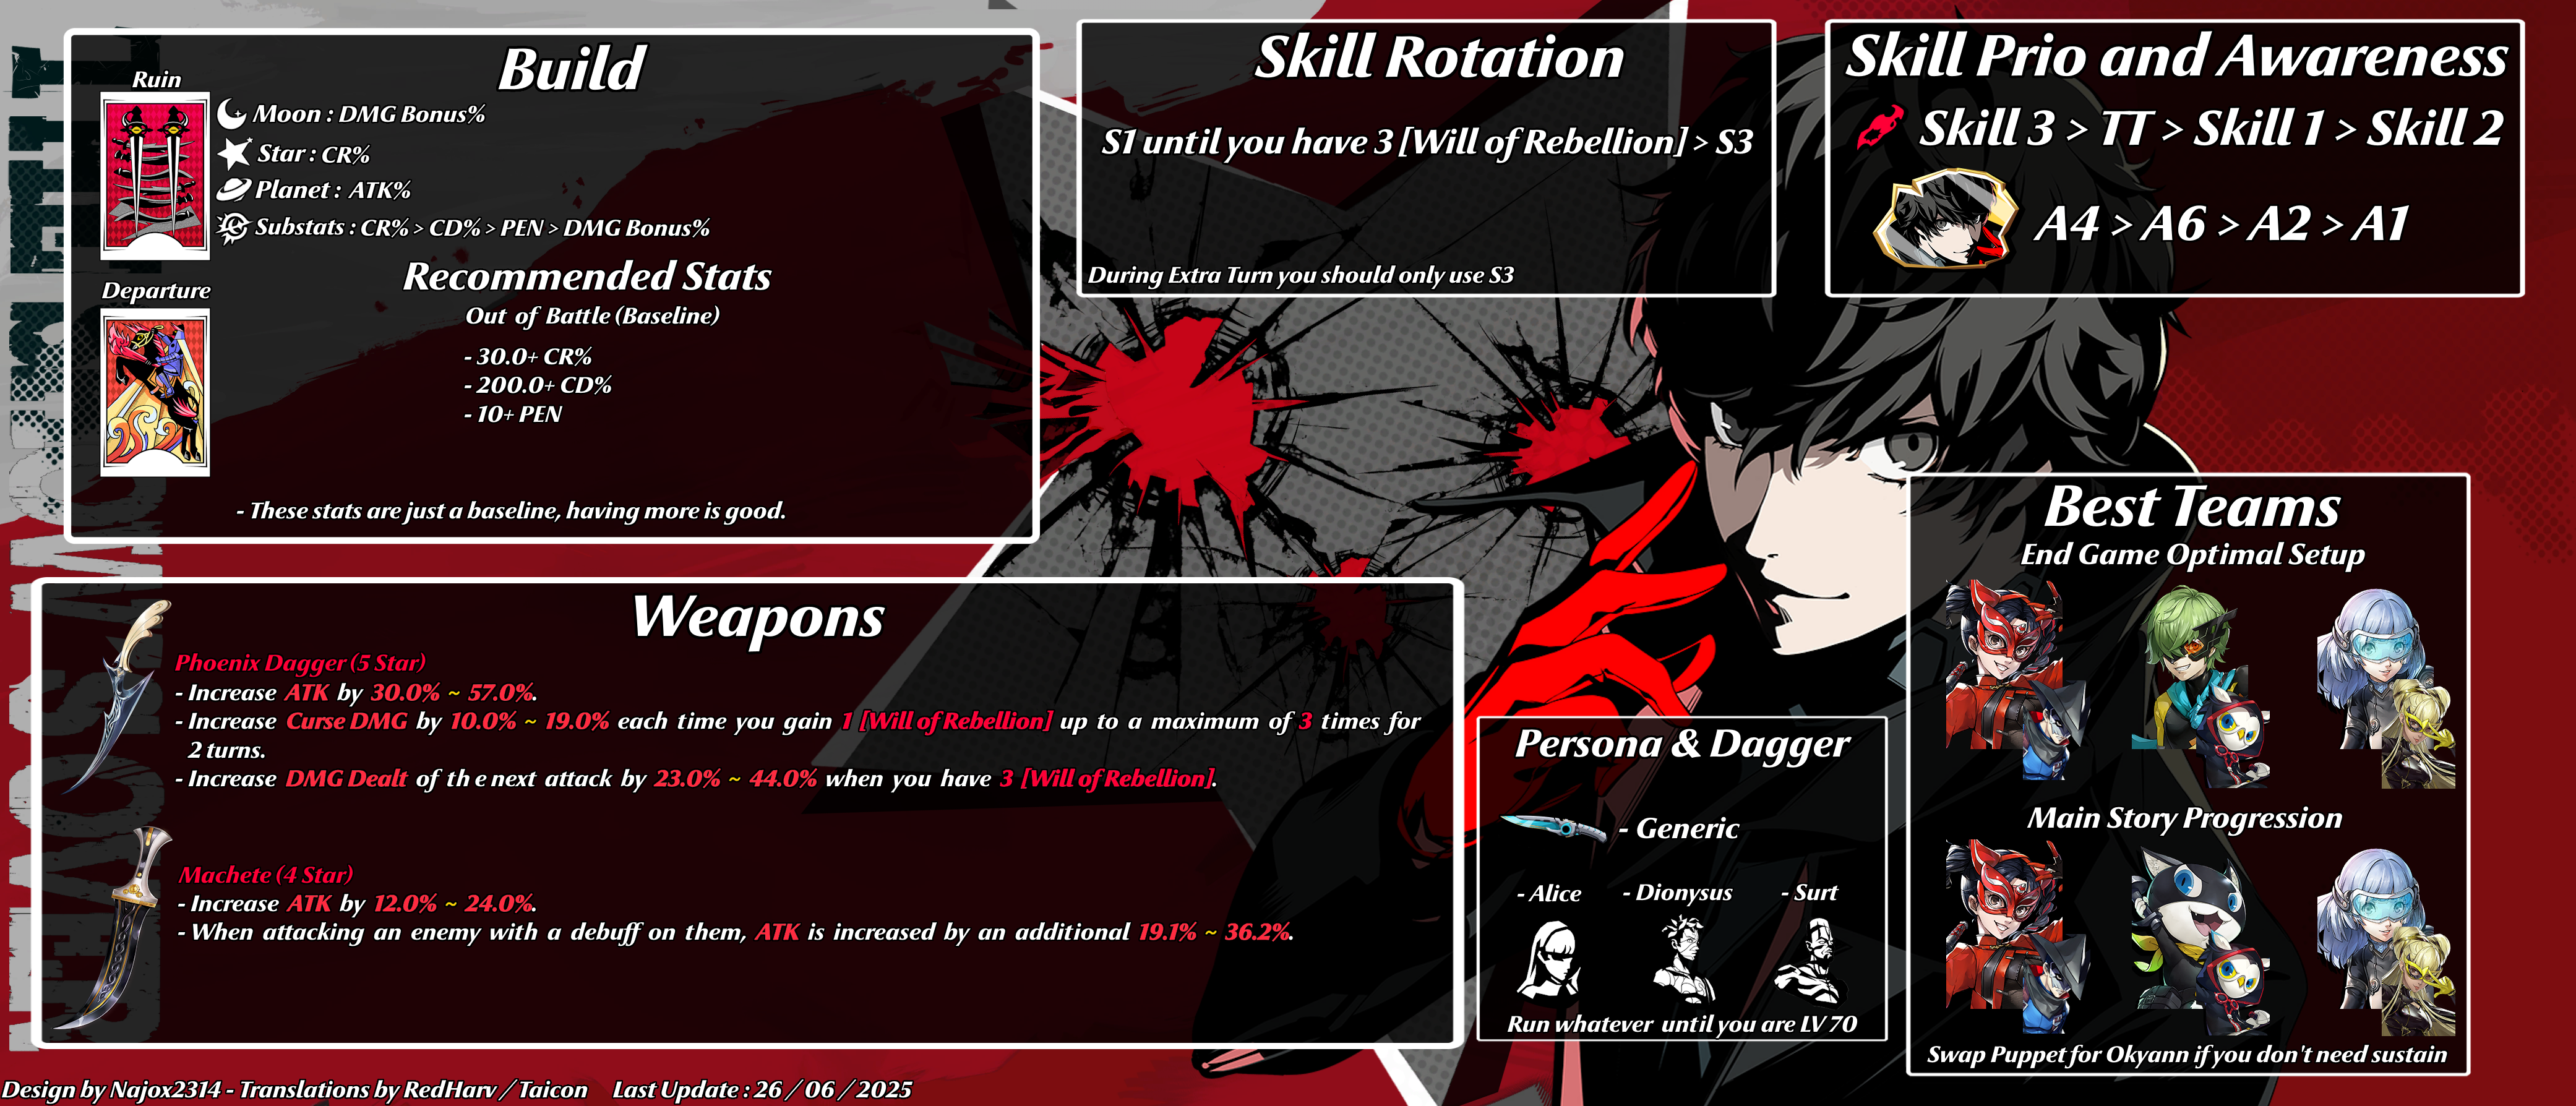 Build
Ruin
Moon : DMG Bonus%
Star : CR%
Planet : ATK%
Substats : CR% > CD% > PEN > DMG Bonus%
Departure
Recommended Stats
Out of Battle (Baseline)
- 30.0+ CR%
- 200.0+ CD%
- 10+ PEN
- These stats are just a baseline, having more is good.
Skill Rotation
S1 until you have 3 [Will of Rebellion] > S3
During Extra Turn you should only use S3
Skill Prio and Awareness
Skill 3 > TT > Skill 1 > Skill 2
A4 > A6 > A2 > A1
Weapons
Phoenix Dagger (5 Star)
- Increase ATK by 30.0% ~ 57.0%.
- Increase Curse DMG by 10.0% ~ 19.0% each time you gain 1 [Will of Rebellion] up to a maximum of 3 times for
2 turns.
- Increase DMG Dealt of th e next attack by 23.0% ~ 44.0% when you have 3 [Will of Rebellion].
Machete (4 Star)
- Increase ATK by 12.0% ~ 24.0%.
- When attacking an enemy with a debuff on them, ATK is increased by an additional 19.1% ~ 36.2%.
Persona & Dagger
- Generic
- Alice
- Dionysus
- Surt
Run whatever until you are LV 70
Best Teams
End Game Optimal Setup
Main Story Progression
Swap Puppet for Okyann if you don't need sustain
Design by Najox2314 - Translations by RedHarv / Taicon Last Update : 26 / 06 / 2025